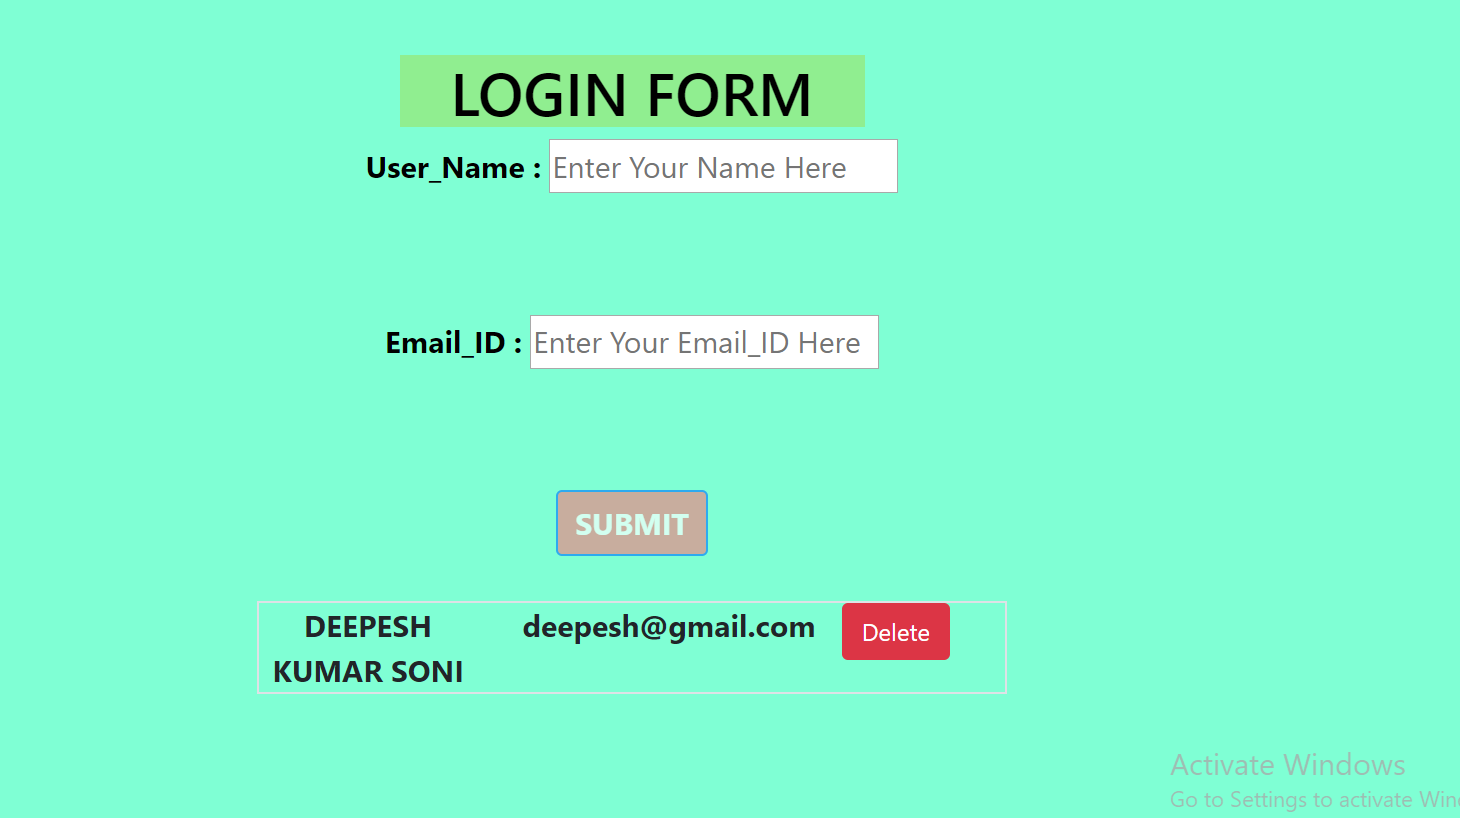 LOGIN FORM
User_Name : Enter Your Name Here
Email_ID : Enter Your Email_ID Here
SUBMIT
DEEPESH deepesh@gmail.com Delete
KUMAR SONI
Activate Windows
Go to Settings to activate Win